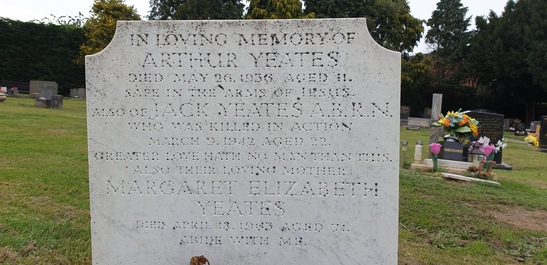 IN LOVING MEMORY OF
ARTHUR YEATES
DIED MAY 26. 1936. AGED 11.
SAFE IN THE ARMS OF JESUS.
ALSO OF JACK YEATES A.B. R.N.
WHO WAS KILLED IN ACTION
MARCH 9. 1942 AGED 22.
GREATER LOVE HATH NO MAN THAN THIS.
ALSO THEIR LOVING MOTHER
MARGARET ELIZABETH
YEATES
DIED APRIL 13. 1963 AGED 71.
ABIDE WITH ME.